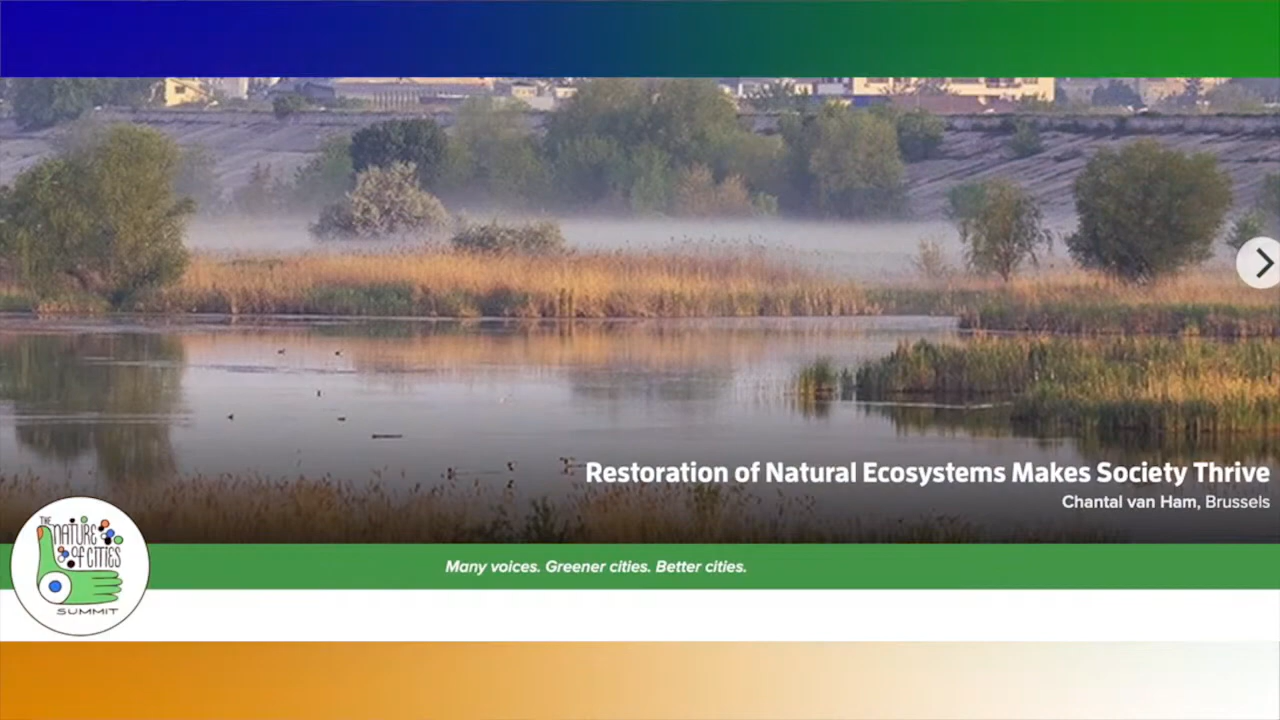 Restoration of Natural Ecosystems Makes Society Thrive
Chantal van Ham, Brussels
THE
NATURE
of CITIES
SUMMIT
Many voices. Greener cities. Better cities.